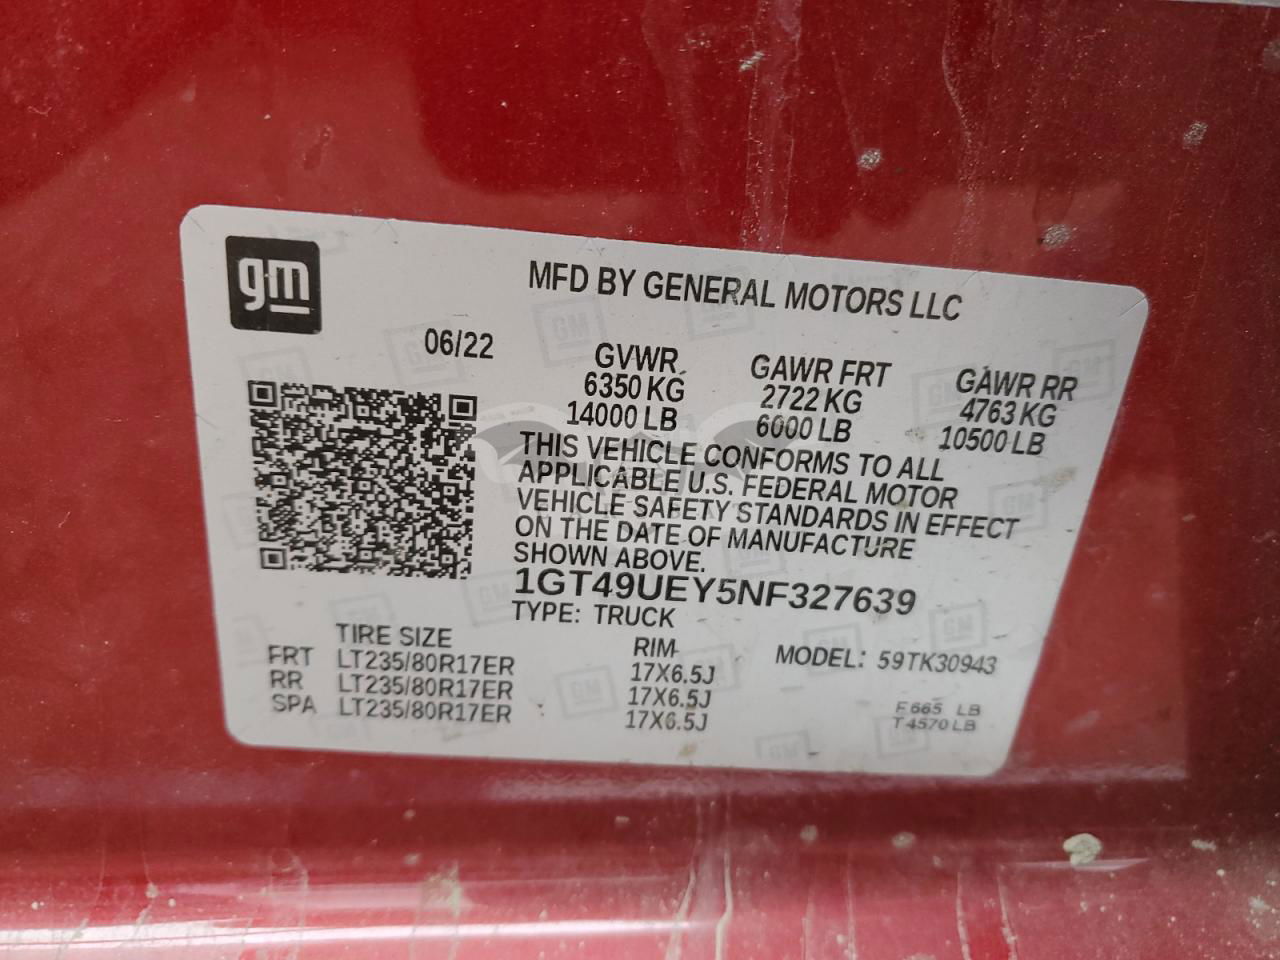 gm
MFD BY GENERAL MOTORS LLC
06/22
GVWR GAWR FRT GAWR RR
6350 KG 2722 KG 4763 KG
14000 LB 6000 LB 10500 LB
THIS VEHICLE CONFORMS TO ALL
APPLICABLE U.S. FEDERAL MOTOR
VEHICLE SAFETY STANDARDS IN EFFECT
ON THE DATE OF MANUFACTURE
SHOWN ABOVE.
1GT49UEY5NF327639
TYPE: TRUCK
TIRE SIZE RIM MODEL: 59TK30943
FRT LT235/80R17ER 17X6.5J
RR LT235/80R17ER 17X6.5J
SPA LT235/80R17ER 17X6.5J
F 665 LB
T 4570 LB